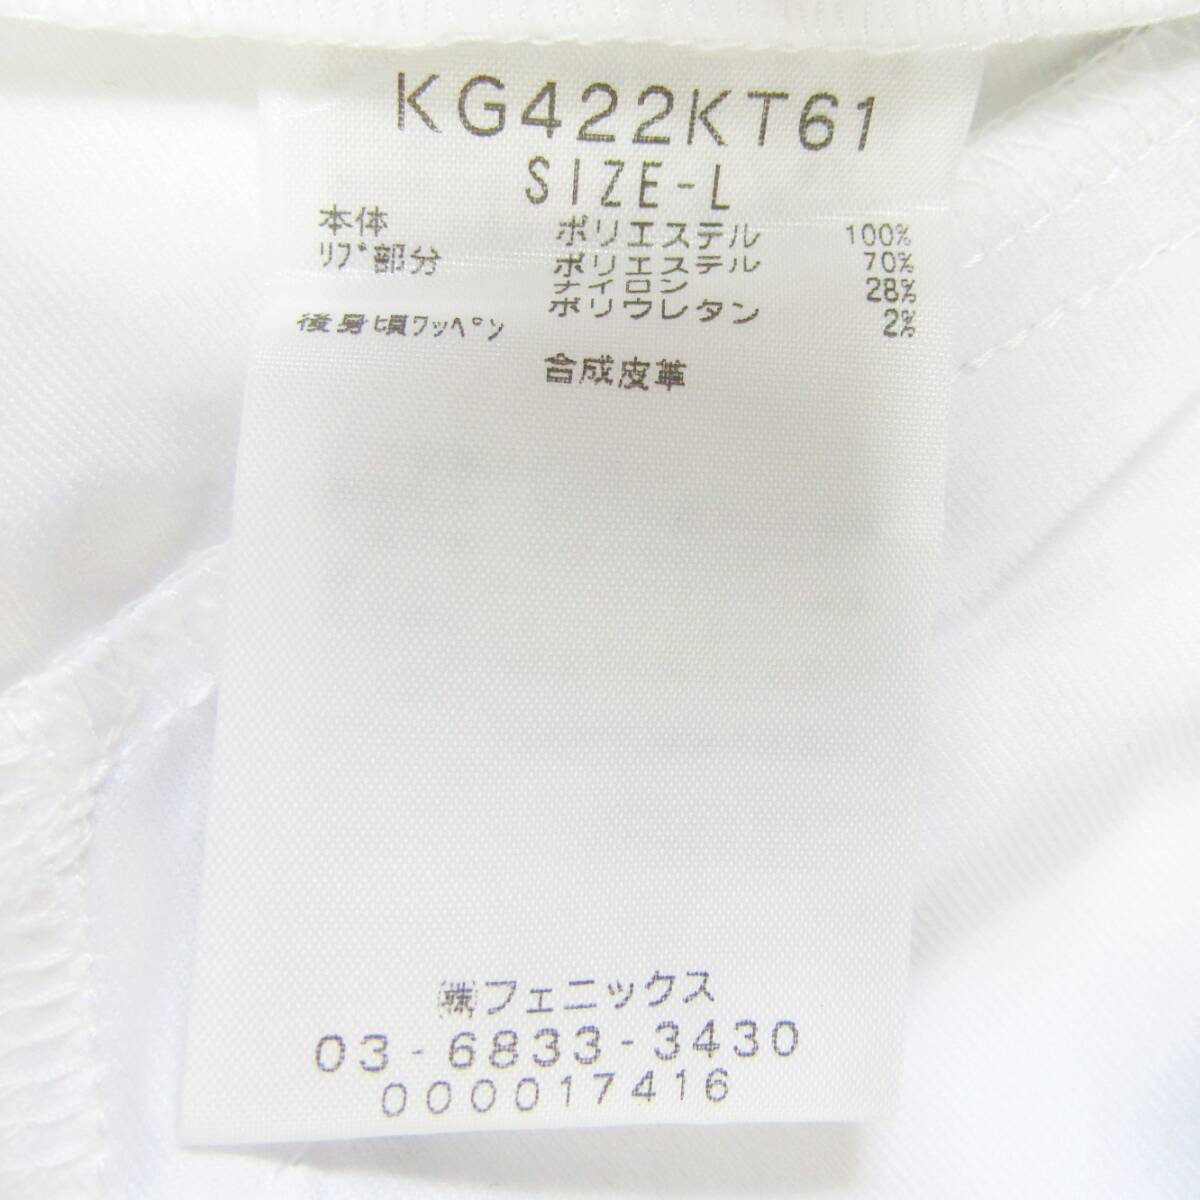 KG422KT61
SIZE-L
本体 ポリエステル 100%
ﾘﾌﾞ部分 ポリエステル 70%
ナイロン 28%
ポリウレタン 2%
後身頃ﾜｯﾍﾟﾝ
合成皮革
㈱フェニックス
03-6833-3430
000017416